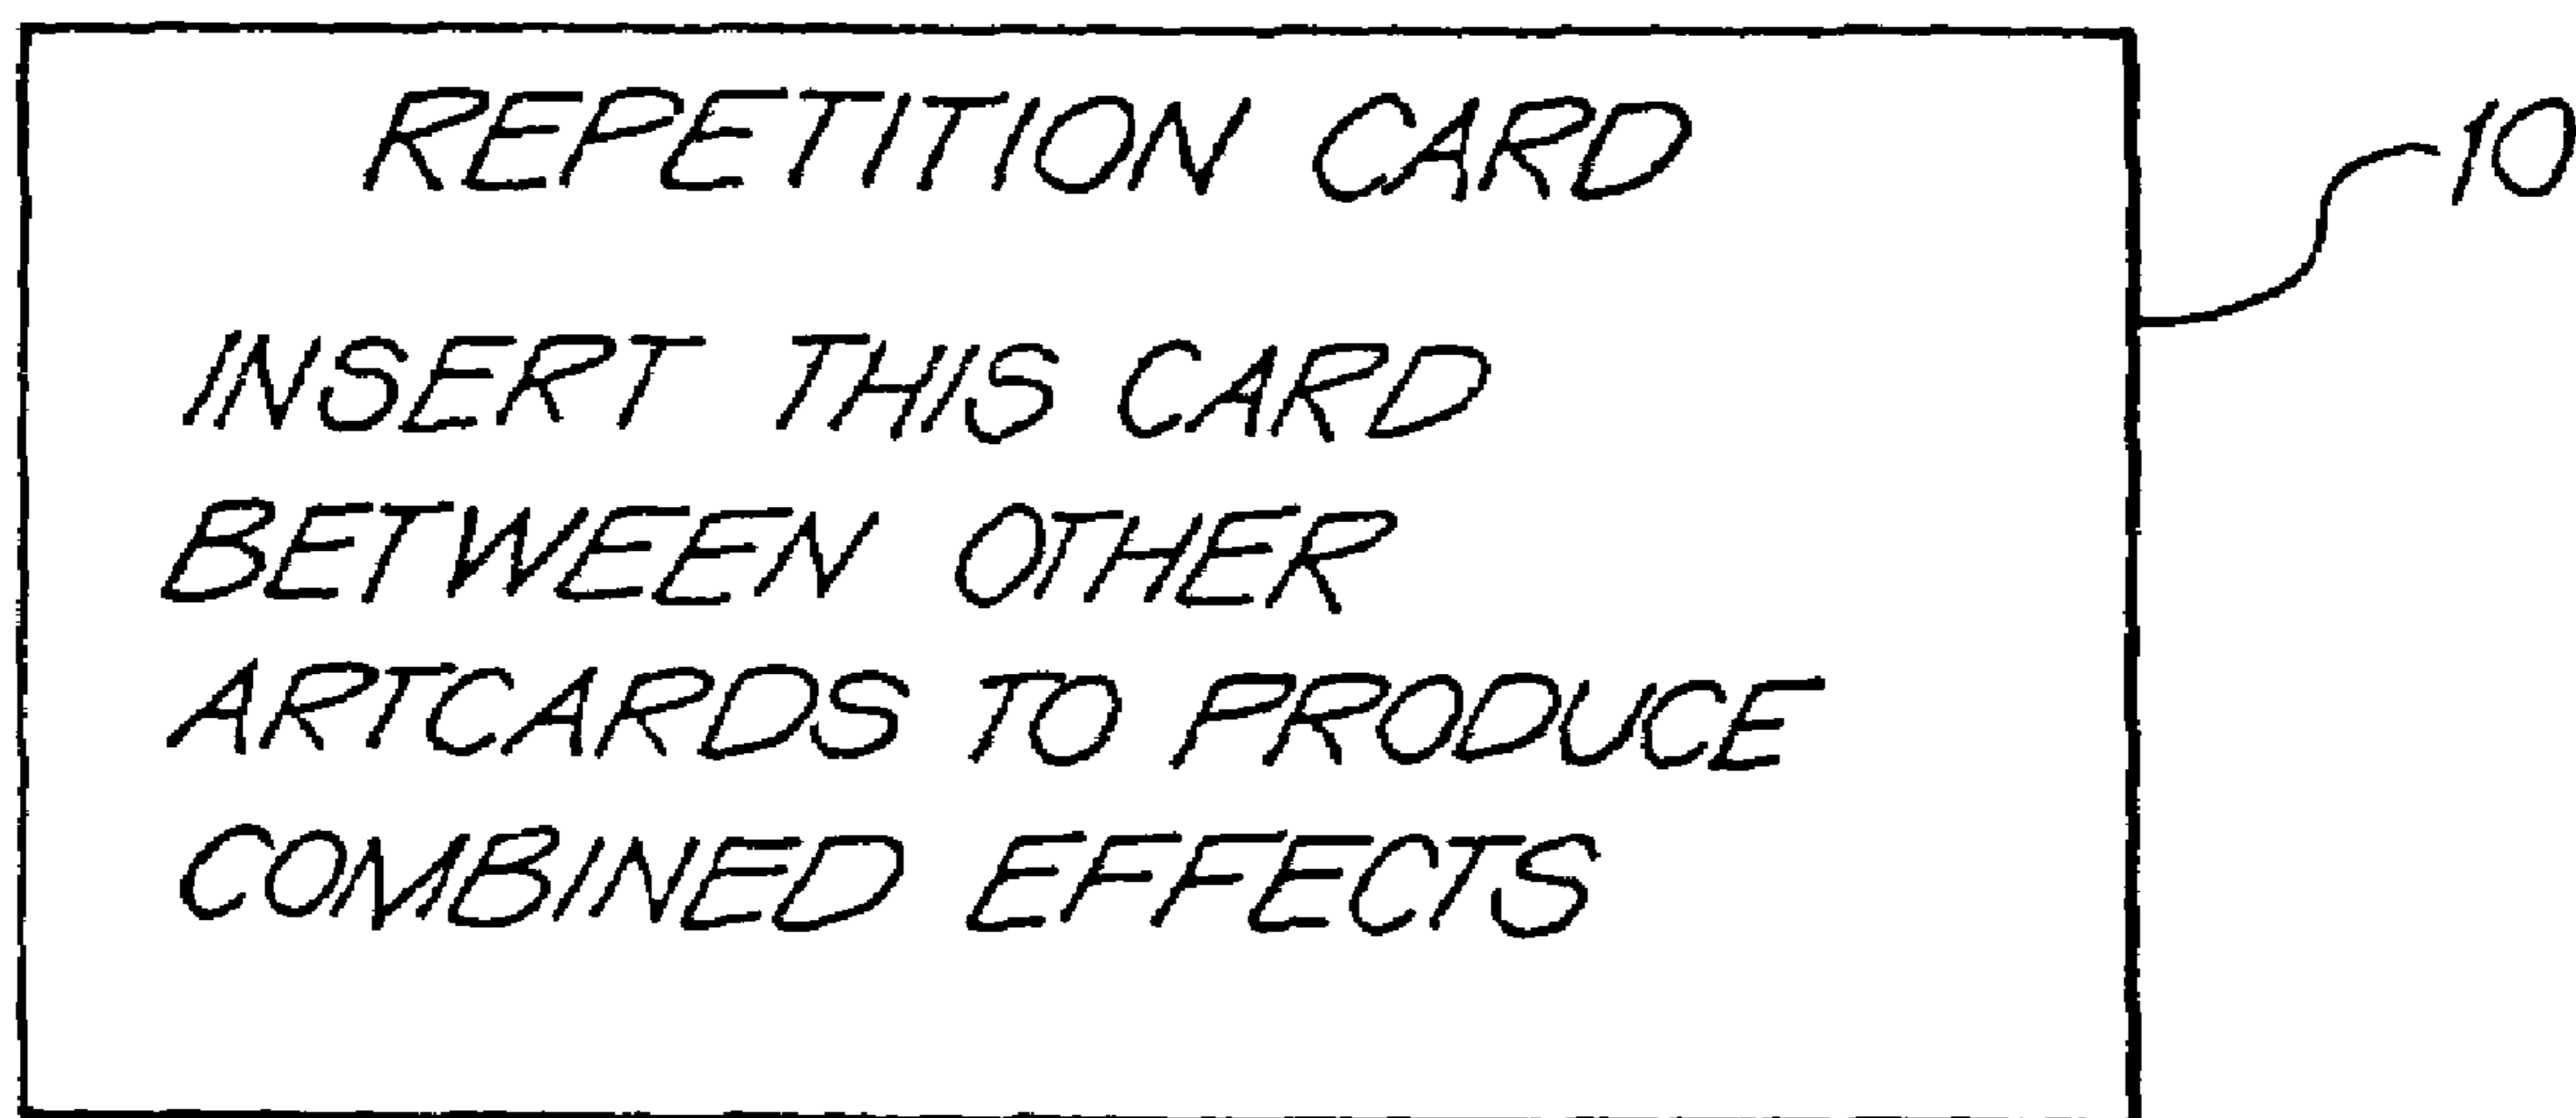 REPETITION CARD
10
INSERT THIS CARD
BETWEEN OTHER
ARTCARDS TO PRODUCE
COMBINED EFFECTS